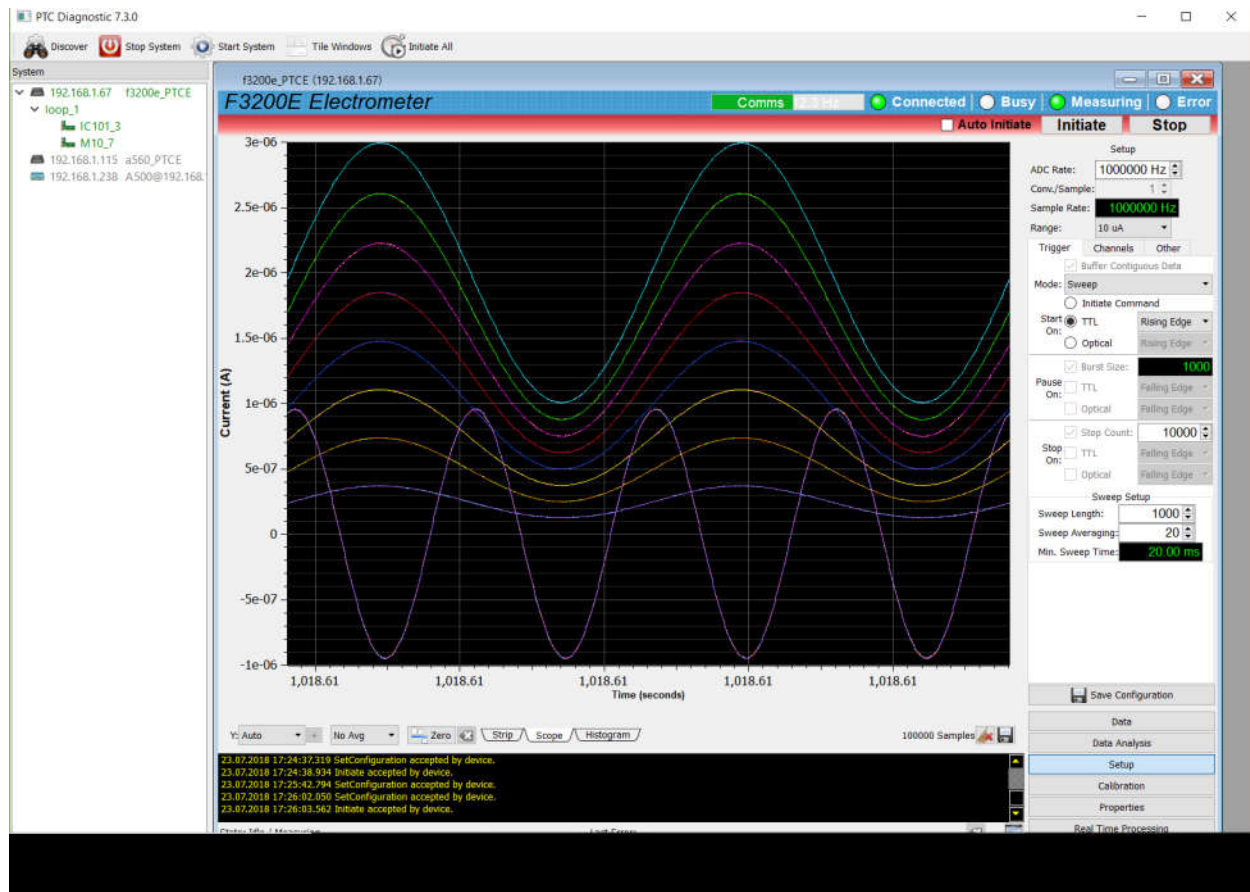 PTC Diagnostic 7.3.0
Discover Stop System Start System Tile Windows Initiate All
System
192.168.1.67 f3200e_PTCE
loop_1
IC101_3
M10_7
192.168.1.115 a560_PTCE
192.168.1.238 A500@192.168.
f3200e_PTCE (192.168.1.67)
F3200E Electrometer
Comms Connected Busy Measuring Error
Auto Initiate Initiate Stop
3e-06
2.5e-06
2e-06
1.5e-06
1e-06
5e-07
0
-5e-07
-1e-06
Current (A)
1,018.61 1,018.61 1,018.61 1,018.61 1,018.61
Time (seconds)
Setup
ADC Rate: 1000000 Hz
Conv./Sample: 1
Sample Rate: 1000000 Hz
Range: 10 uA
Trigger Channels Other
Buffer Contiguous Data
Mode: Sweep
Initiate Command
Start On: TTL Rising Edge
Optical Rising Edge
Burst Size: 1000
Pause On: TTL Falling Edge
Optical Falling Edge
Stop Count: 10000
Stop On: TTL Falling Edge
Optical Falling Edge
Sweep Setup
Sweep Length: 1000
Sweep Averaging: 20
Min. Sweep Time: 20.00 ms
Save Configuration
Data
Data Analysis
Setup
Calibration
Properties
Real Time Processing
Y: Auto No Avg Zero Strip Scope Histogram 100000 Samples
23.07.2018 17:24:37.319 SetConfiguration accepted by device.
23.07.2018 17:24:38.934 Initiate accepted by device.
23.07.2018 17:25:42.794 SetConfiguration accepted by device.
23.07.2018 17:26:02.050 SetConfiguration accepted by device.
23.07.2018 17:26:03.562 Initiate accepted by device.
State: Idle / Measuring Last Error: